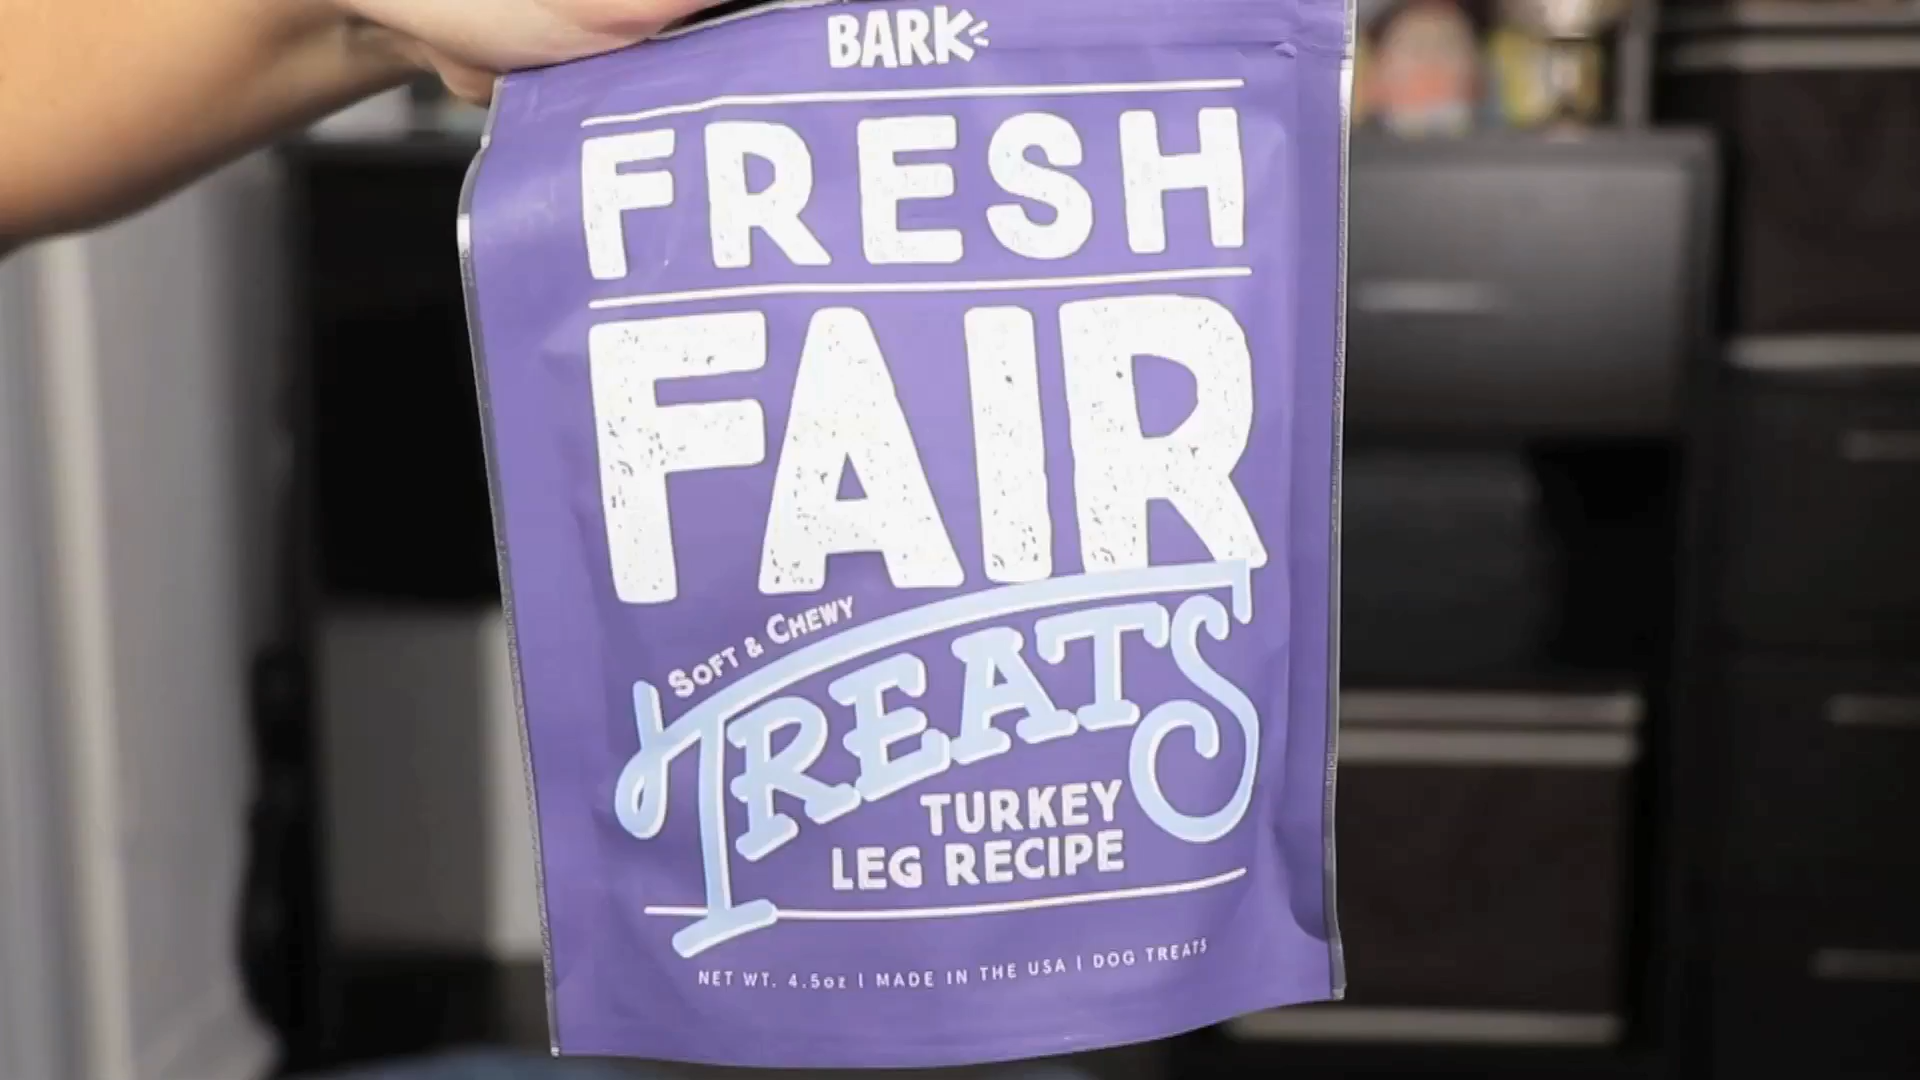 BARK
FRESH
FAIR
SOFT & CHEWY
TREATS
TURKEY
LEG RECIPE
NET WT. 4.5oz | MADE IN THE USA | DOG TREATS